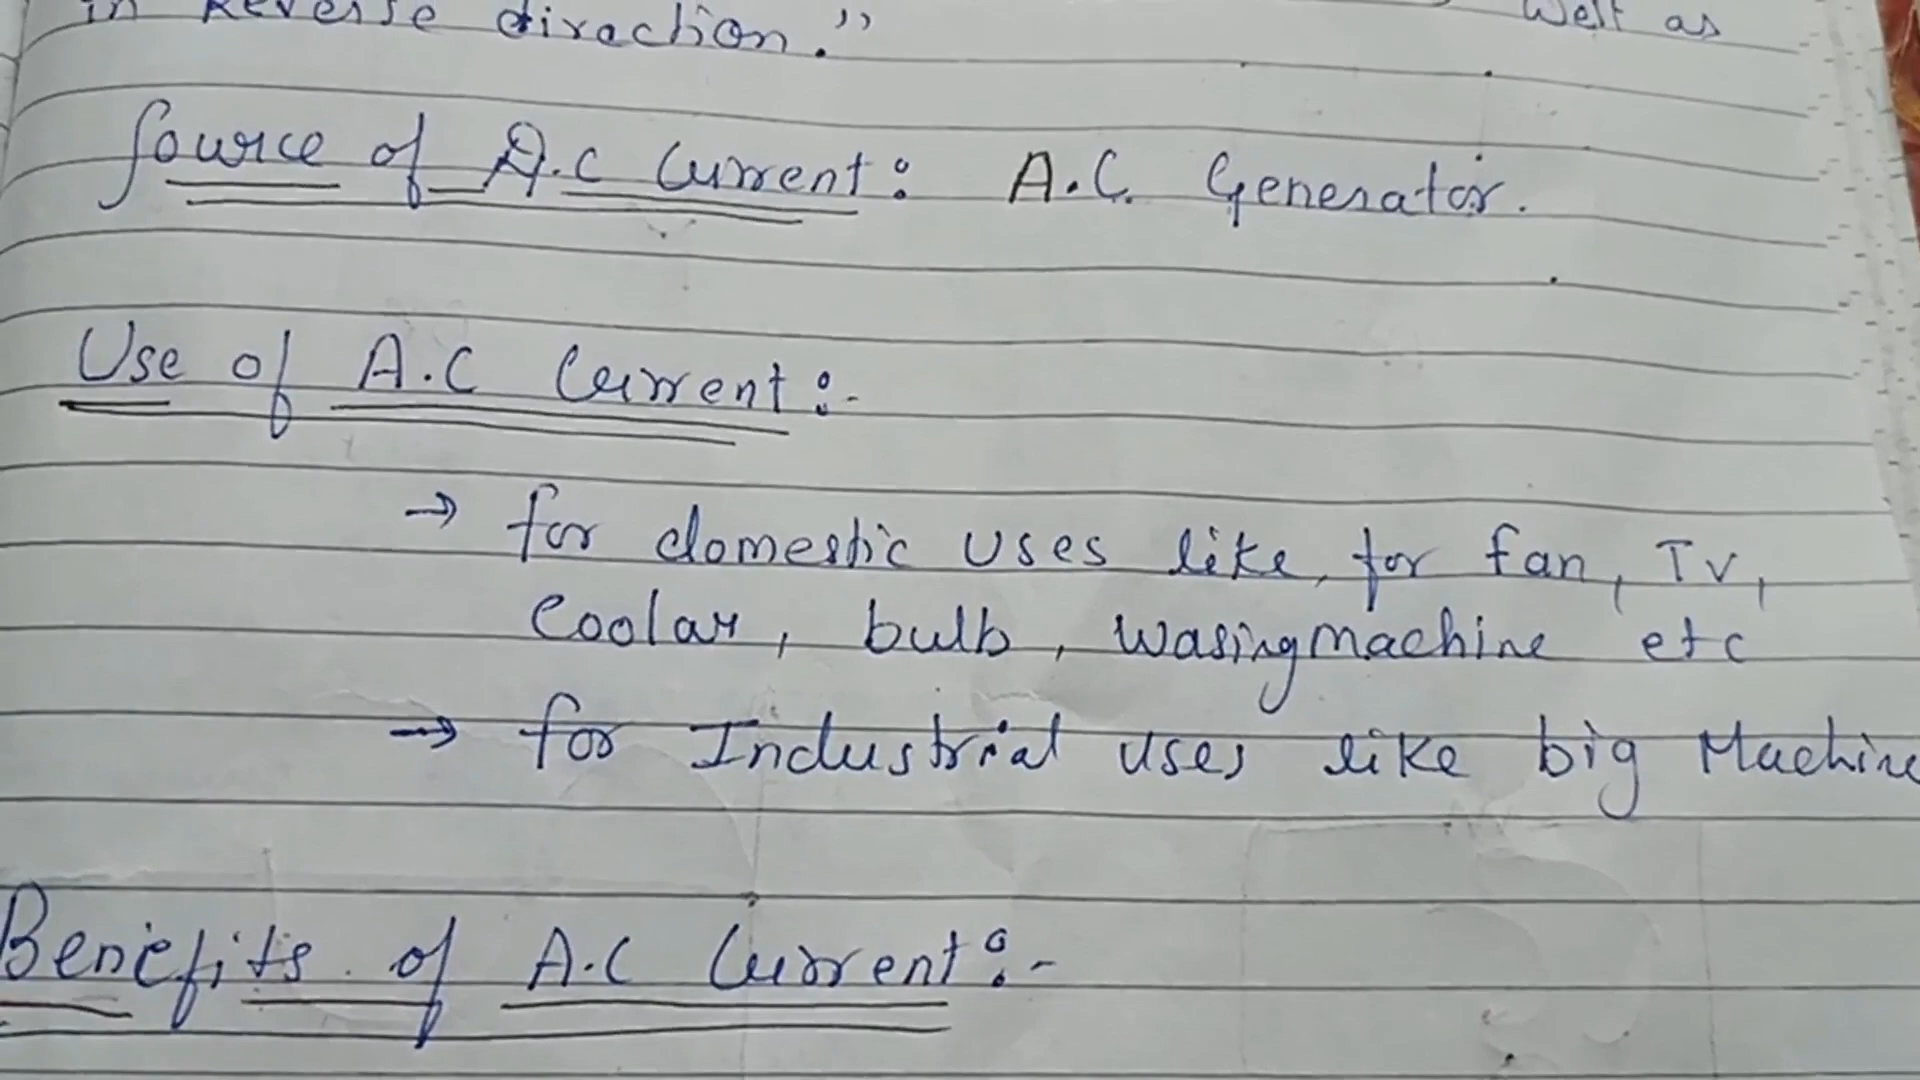 well as
in Reverse direction."
Source of A.C Current: A.C. Generator.
Use of A.C Current:-
→ for domestic uses like, for fan, TV,
Coolar, bulb, wasingmachine etc
→ for Industrial uses like big Machine
Benefits of A.C Current:-